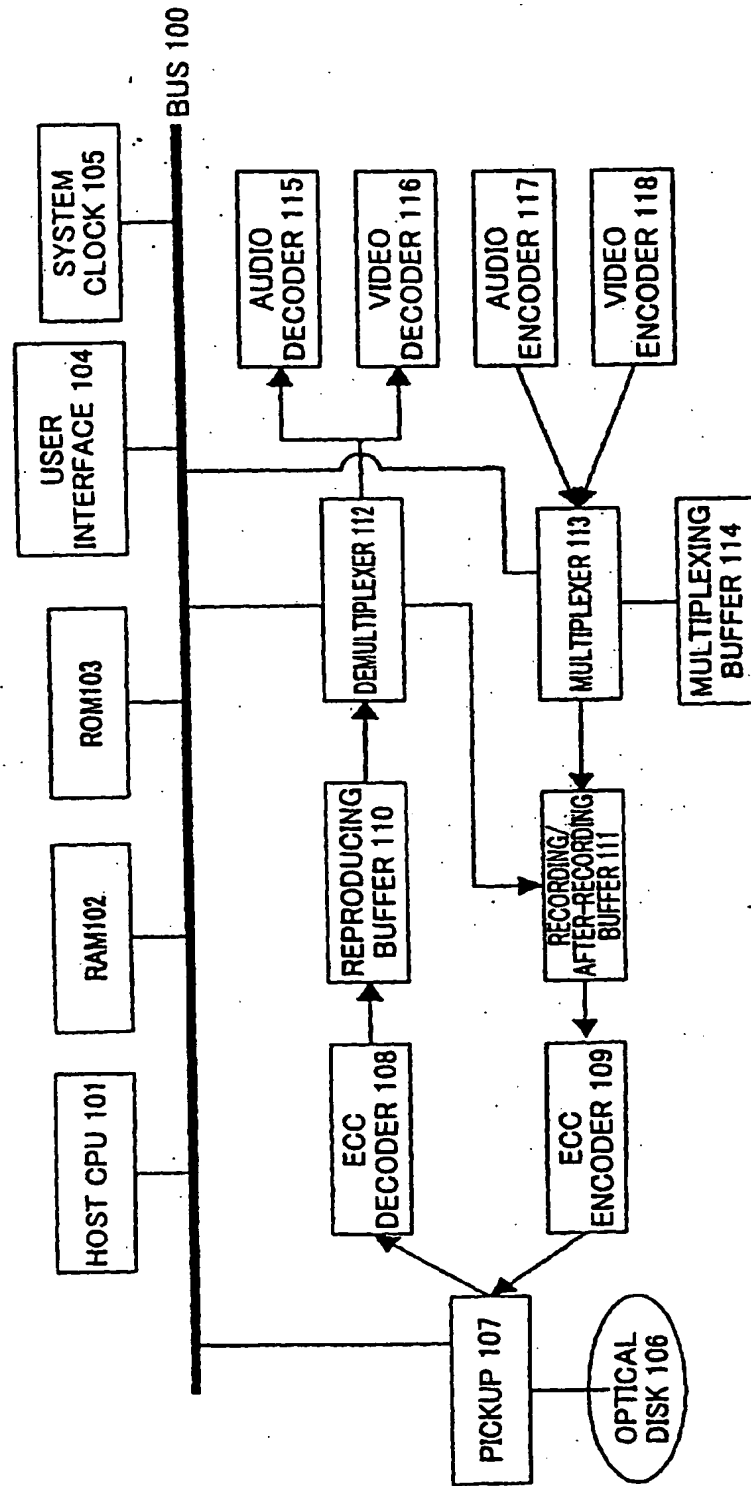 HOST CPU 101
RAM102
ROM103
USER
INTERFACE 104
SYSTEM
CLOCK 105
BUS 100
PICKUP 107
OPTICAL
DISK 106
ECC
DECODER 108
REPRODUCING
BUFFER 110
DEMULTIPLEXER 112
AUDIO
DECODER 115
VIDEO
DECODER 116
ECC
ENCODER 109
RECORDING/
AFTER-RECORDING
BUFFER 111
MULTIPLEXER 113
AUDIO
ENCODER 117
VIDEO
ENCODER 118
MULTIPLEXING
BUFFER 114